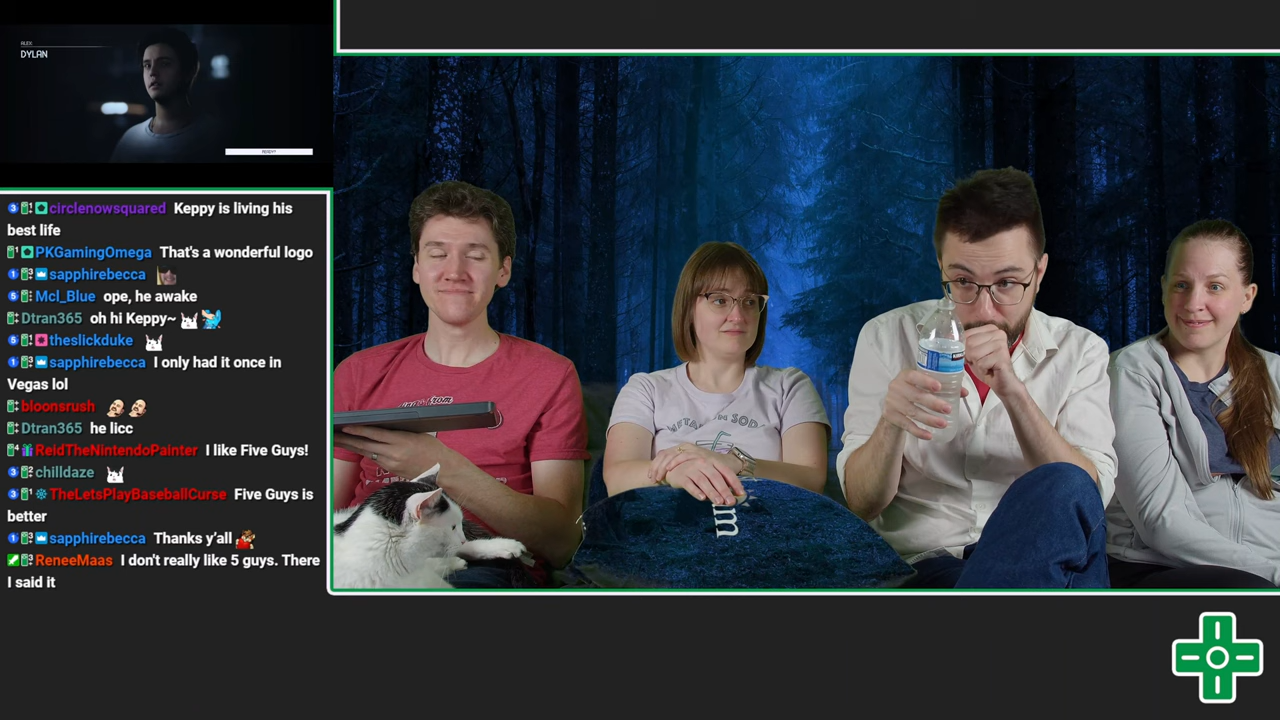 ALEX
DYLAN
READY?
circlenowsquared Keppy is living his
best life
PKGamingOmega That's a wonderful logo
sapphirebecca
Mcl_Blue ope, he awake
Dtran365 oh hi Keppy~
theslickduke
sapphirebecca I only had it once in
Vegas lol
bloonsrush
Dtran365 he licc
ReidTheNintendoPainter I like Five Guys!
chilldaze
TheLetsPlayBaseballCurse Five Guys is
better
sapphirebecca Thanks y'all
ReneeMaas I don't really like 5 guys. There
I said it